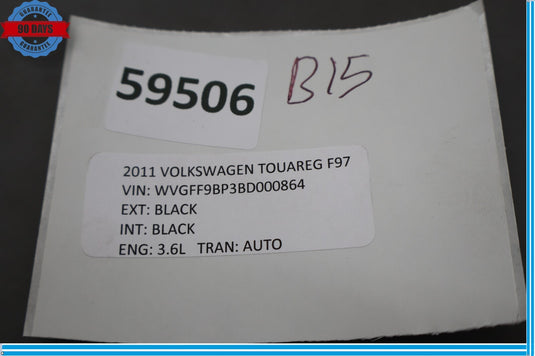 GUARANTEE
90 DAYS
GUARANTEE
59506
B15
2011 VOLKSWAGEN TOUAREG F97
VIN: WVGFF9BP3BD000864
EXT: BLACK
INT: BLACK
ENG: 3.6L TRAN: AUTO